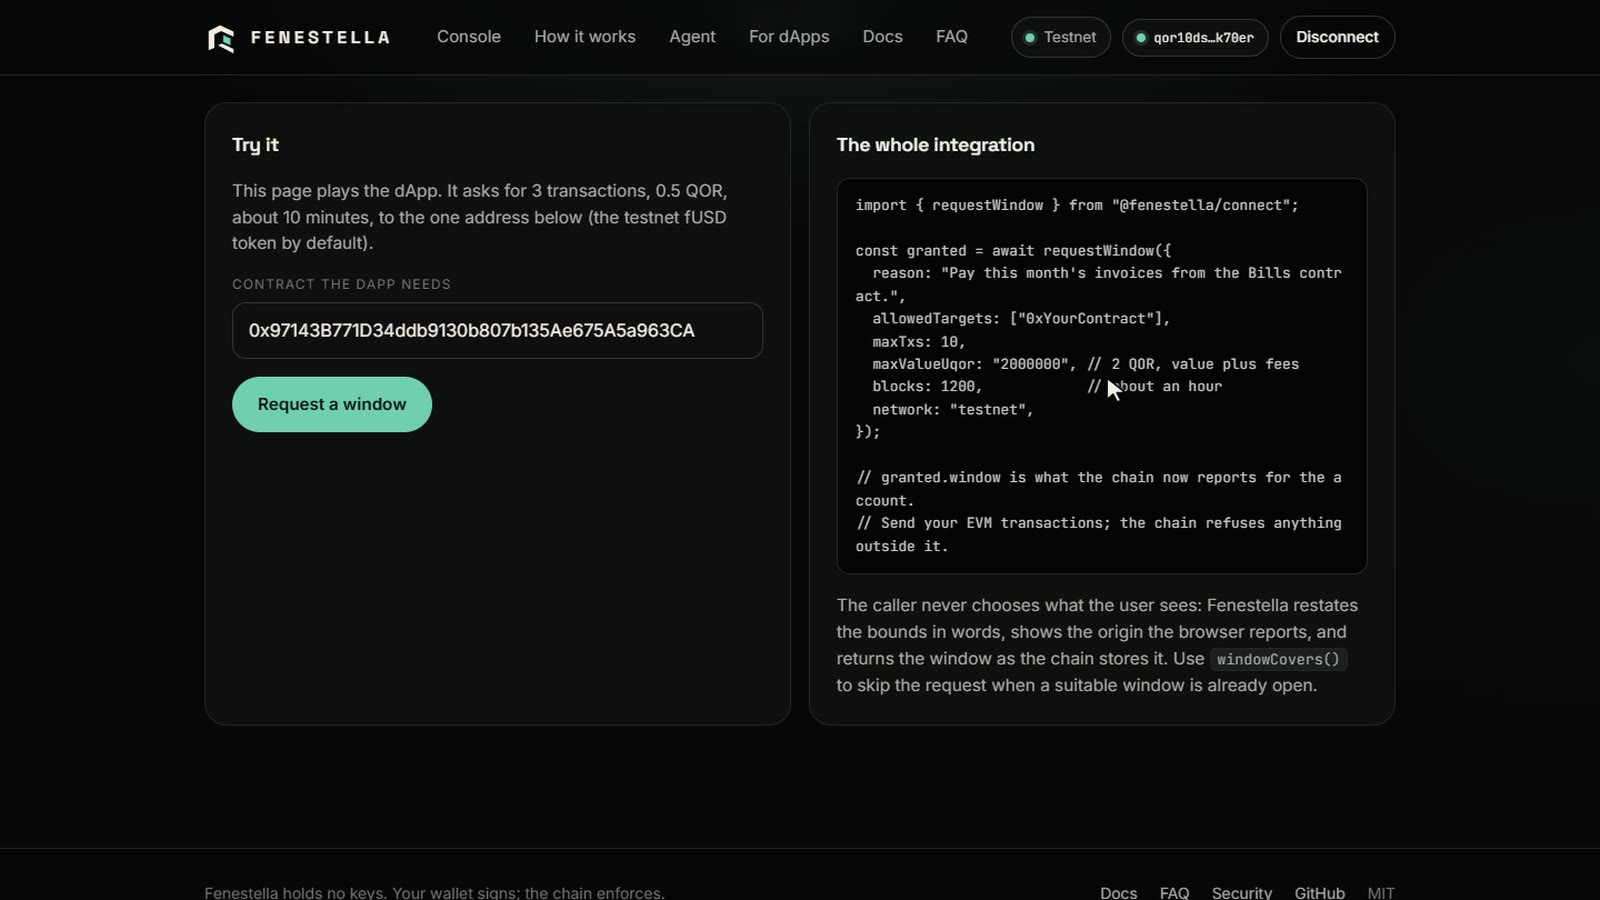 FENESTELLA
Console
How it works
Agent
For dApps
Docs
FAQ
Testnet
qor10ds…k70er
Disconnect
Try it
This page plays the dApp. It asks for 3 transactions, 0.5 QOR,
about 10 minutes, to the one address below (the testnet fUSD
token by default).
CONTRACT THE DAPP NEEDS
0x97143B771D34ddb9130b807b135Ae675A5a963CA
Request a window
The whole integration
import { requestWindow } from "@fenestella/connect";
const granted = await requestWindow({
reason: "Pay this month's invoices from the Bills contr
act.",
allowedTargets: ["0xYourContract"],
maxTxs: 10,
maxValueUqor: "2000000", // 2 QOR, value plus fees
blocks: 1200, // about an hour
network: "testnet",
});
// granted.window is what the chain now reports for the a
ccount.
// Send your EVM transactions; the chain refuses anything
outside it.
The caller never chooses what the user sees: Fenestella restates
the bounds in words, shows the origin the browser reports, and
returns the window as the chain stores it. Use windowCovers()
to skip the request when a suitable window is already open.
Fenestella holds no keys. Your wallet signs; the chain enforces.
Docs
FAQ
Security
GitHub
MIT